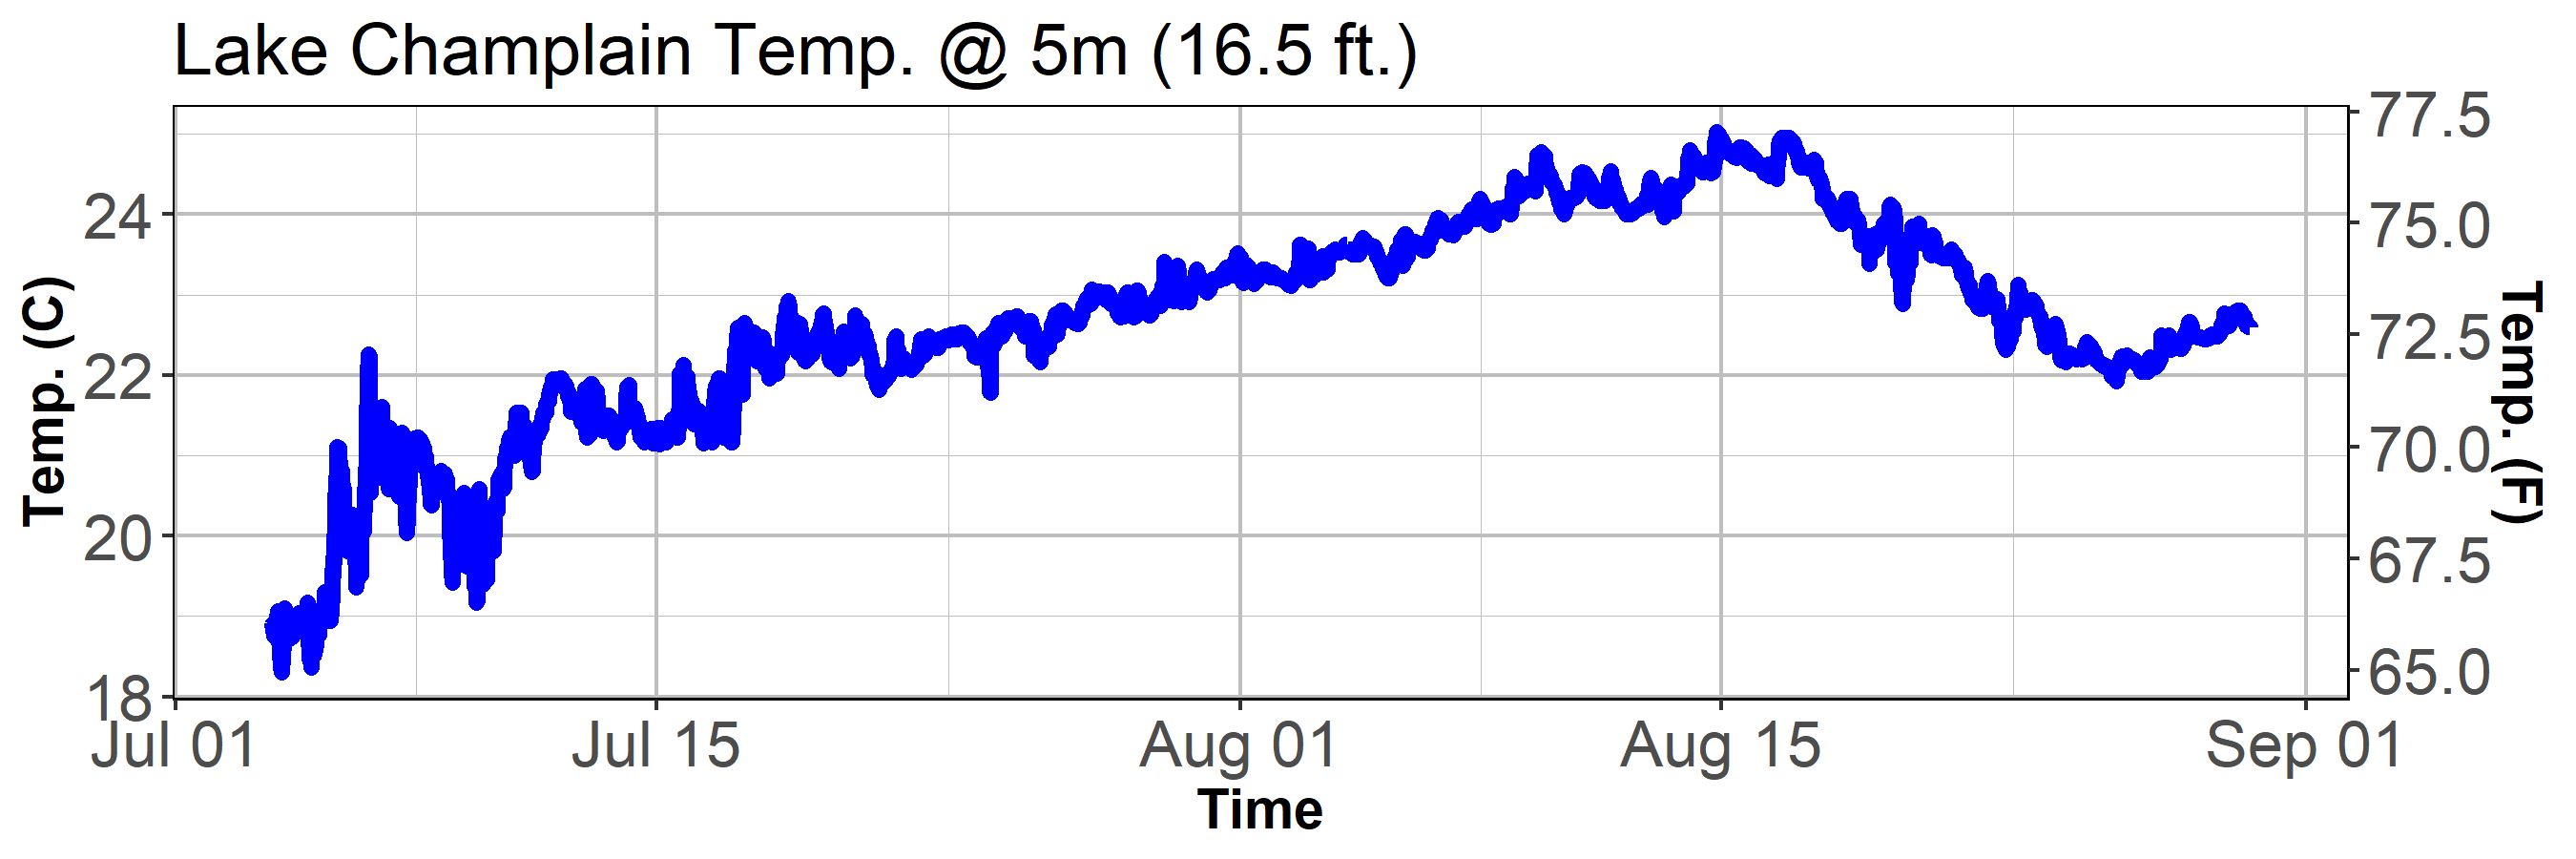 Lake Champlain Temp. @ 5m (16.5 ft.)
Temp. (C)
24
22
20
18
77.5
75.0
72.5
70.0
67.5
65.0
Temp. (F)
Jul 01
Jul 15
Aug 01
Aug 15
Sep 01
Time